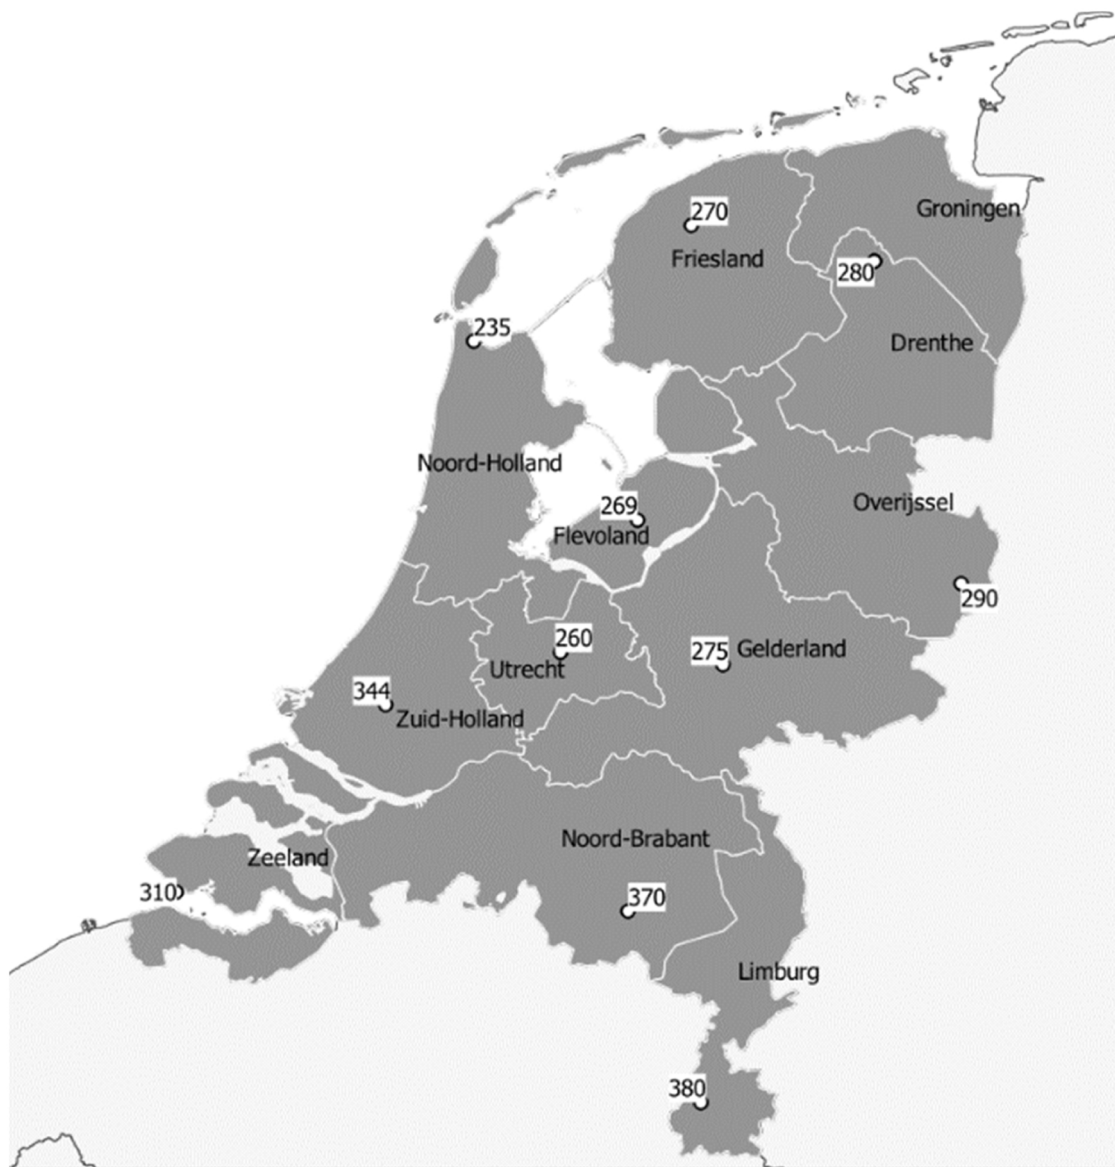 270
Groningen
Friesland
280
235
Drenthe
Noord-Holland
Overijssel
269
Flevoland
290
260
Gelderland
275
Utrecht
344
Zuid-Holland
Noord-Brabant
Zeeland
310
370
Limburg
380